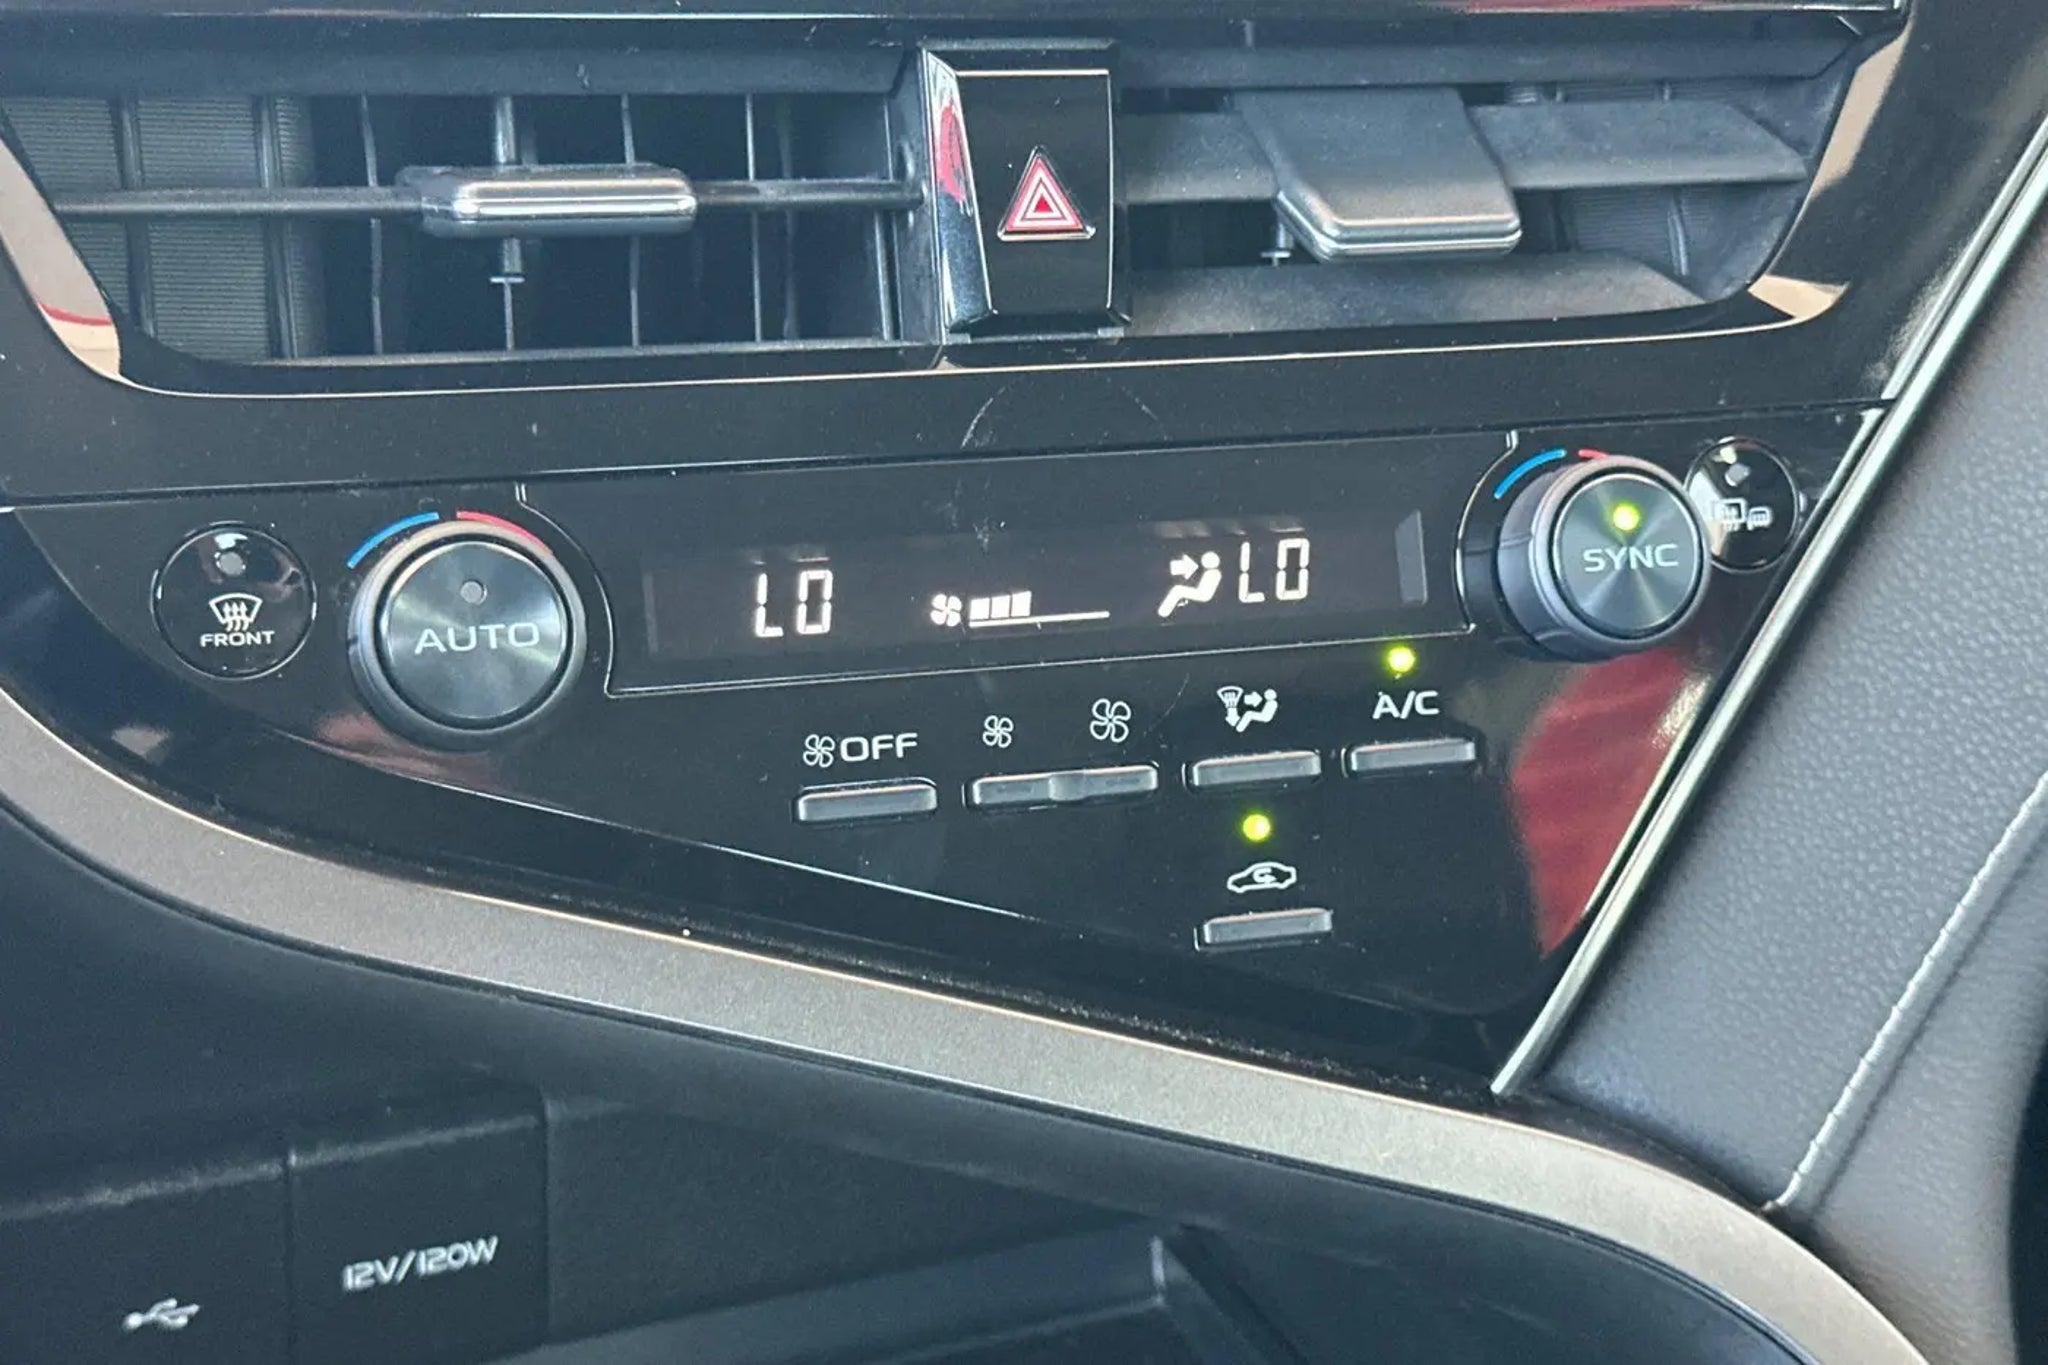 FRONT
AUTO
LO
LO
SYNC
OFF
A/C
12V/120W